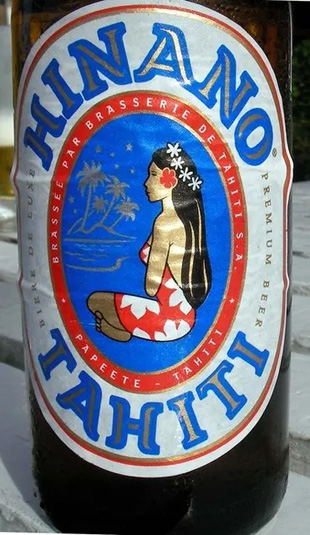 HINANO®
BRASSÉE PAR BRASSERIE DE TAHITI S.A.
BIÈRE DE LUXE
PREMIUM BEER
PAPEETE - TAHITI
TAHITI